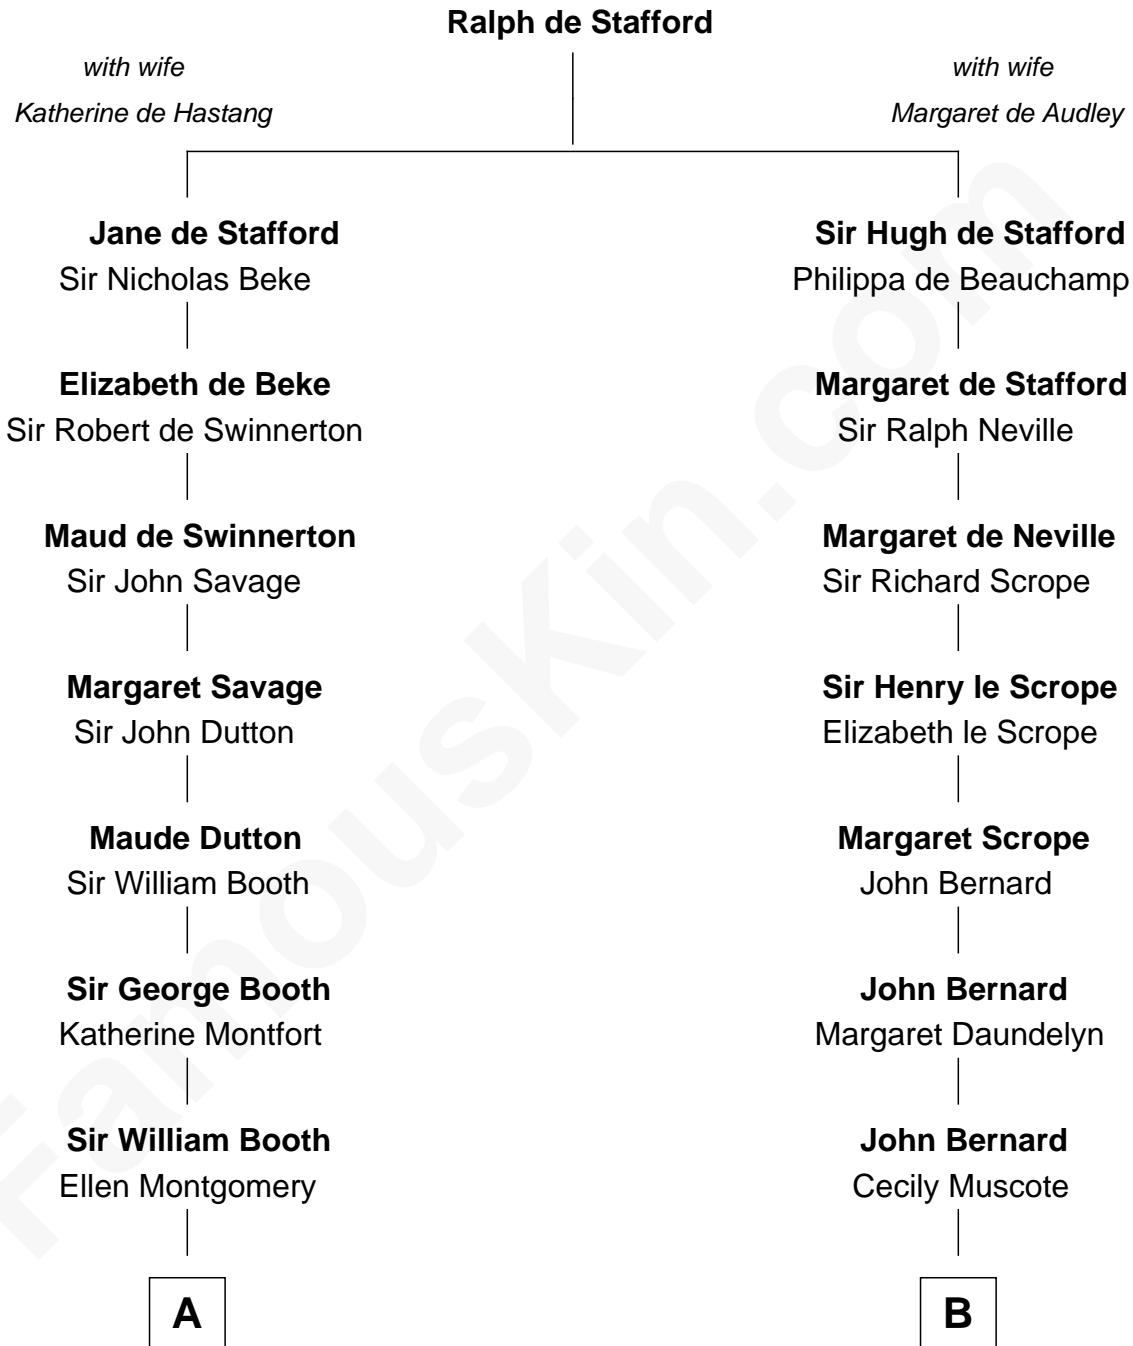 Ralph de Stafford
with wife
Katherine de Hastang
with wife
Margaret de Audley
Jane de Stafford
Sir Nicholas Beke
Elizabeth de Beke
Sir Robert de Swinnerton
Maud de Swinnerton
Sir John Savage
Margaret Savage
Sir John Dutton
Maude Dutton
Sir William Booth
Sir George Booth
Katherine Montfort
Sir William Booth
Ellen Montgomery
A
Sir Hugh de Stafford
Philippa de Beauchamp
Margaret de Stafford
Sir Ralph Neville
Margaret de Neville
Sir Richard Scrope
Sir Henry le Scrope
Elizabeth le Scrope
Margaret Scrope
John Bernard
John Bernard
Margaret Daundelyn
John Bernard
Cecily Muscote
B
FamousKin.com